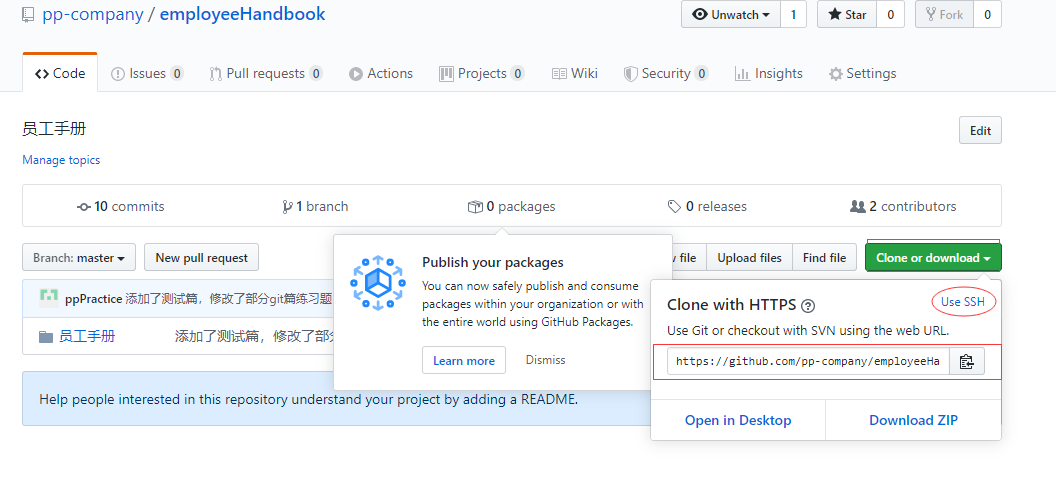 pp-company / employeeHandbook
Unwatch 1 Star 0 Fork 0
Code Issues 0 Pull requests 0 Actions Projects 0 Wiki Security 0 Insights Settings
员工手册
Edit
Manage topics
10 commits 1 branch 0 packages 0 releases 2 contributors
Branch: master New pull request
file Upload files Find file Clone or download
Publish your packages
You can now safely publish and consume
packages within your organization or with
the entire world using GitHub Packages.
Learn more Dismiss
Clone with HTTPS ? Use SSH
Use Git or checkout with SVN using the web URL.
https://github.com/pp-company/employeeHa
Open in Desktop Download ZIP
ppPractice 添加了测试篇，修改了部分git篇练习题
员工手册 添加了测试篇，修改了部分
Help people interested in this repository understand your project by adding a README.